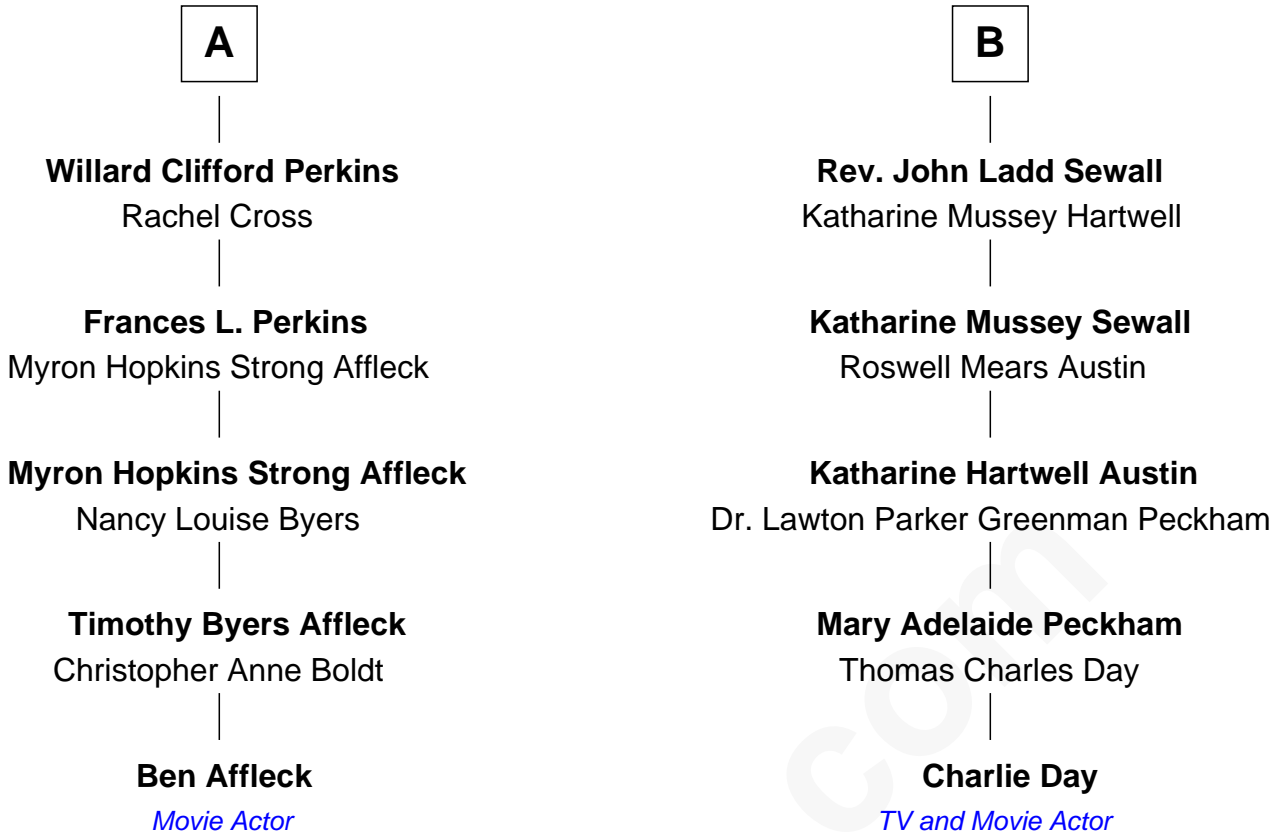 A
Willard Clifford Perkins
Rachel Cross
Frances L. Perkins
Myron Hopkins Strong Affleck
Myron Hopkins Strong Affleck
Nancy Louise Byers
Timothy Byers Affleck
Christopher Anne Boldt
Ben Affleck
Movie Actor
B
Rev. John Ladd Sewall
Katharine Mussey Hartwell
Katharine Mussey Sewall
Roswell Mears Austin
Katharine Hartwell Austin
Dr. Lawton Parker Greenman Peckham
Mary Adelaide Peckham
Thomas Charles Day
Charlie Day
TV and Movie Actor
com